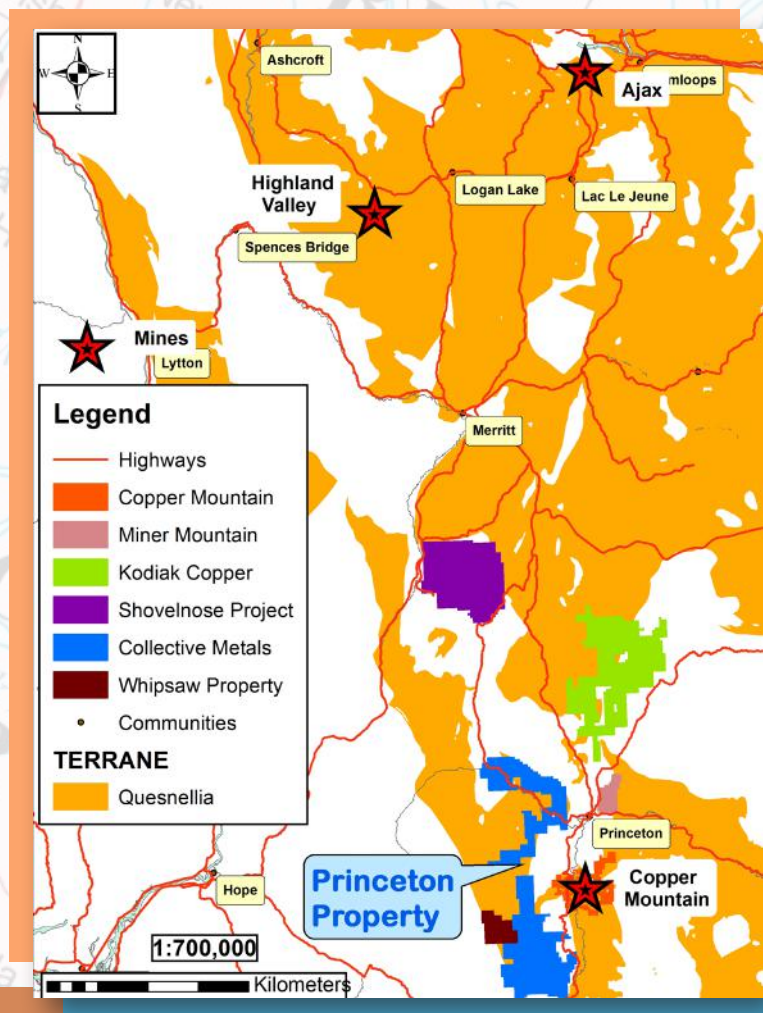 N
W E
S
Ashcroft
Ajax
mloops
Highland
Valley
Logan Lake
Lac Le Jeune
Spences Bridge
Mines
Lytton
Merritt
Legend
Highways
Copper Mountain
Miner Mountain
Kodiak Copper
Shovelnose Project
Collective Metals
Whipsaw Property
Communities
TERRANE
Quesnellia
Princeton
Princeton
Property
Copper
Mountain
Hope
1:700,000
Kilometers